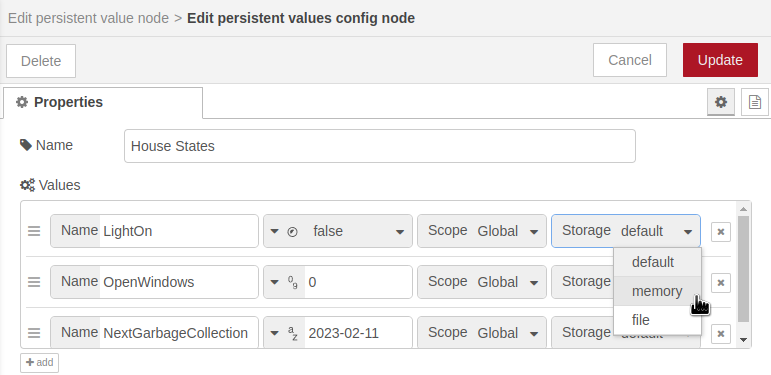 Edit persistent value node > Edit persistent values config node
Delete
Cancel
Update
Properties
Name
House States
Values
Name LightOn false Scope Global Storage default
default
Name OpenWindows 0 9 0 Scope Global Storage
memory
file
Name NextGarbageCollection a z 2023-02-11 Scope Global Storage default
+ add